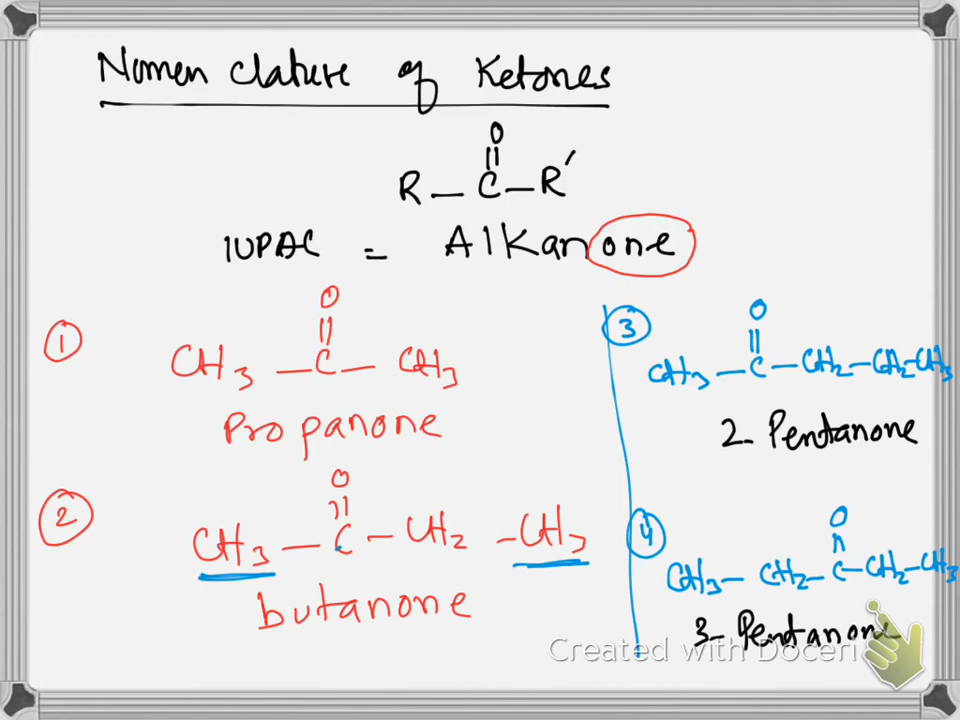 Nomenclature of Ketones
O
R — C — R'
IUPAC = Alkanone
1
O
CH3 — C — CH3
Propanone
2
O
CH3 — C — CH2 - CH3
butanone
3
O
CH3 — C — CH2 — CH2 - CH3
2- Pentanone
4
O
CH3 — CH2 — C — CH2 — CH3
3- Pentanone
Created with Doceri